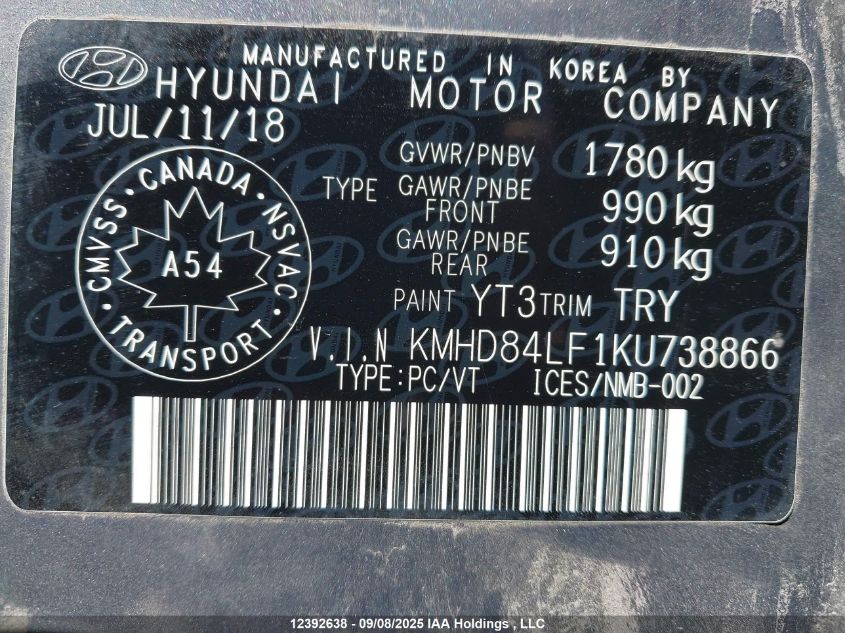 MANUFACTURED IN KOREA BY
HYUNDAI MOTOR COMPANY
JUL/11/18
GVWR/PNBV 1780 kg
TYPE GAWR/PNBE FRONT 990 kg
GAWR/PNBE REAR 910 kg
CMVSS · CANADA · NSVAC · TRANSPORT ·
A54
PAINT YT3 TRIM TRY
V.I.N KMHD84LF1KU738866
TYPE:PC/VT ICES/NMB-002
12392638 - 09/08/2025 IAA Holdings , LLC